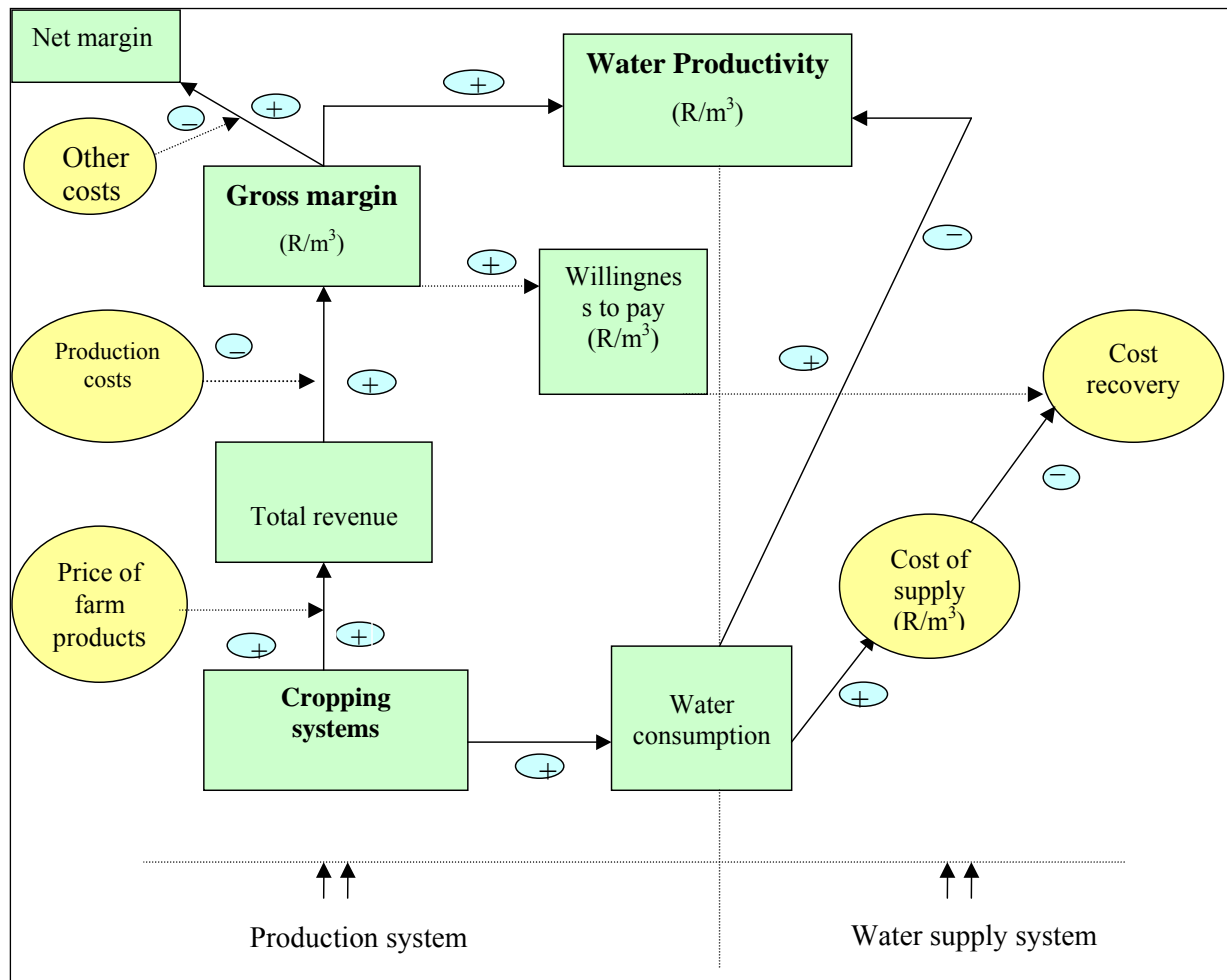 Net margin
+
Water Productivity
(R/m³)
+
–
Other
costs
Gross margin
(R/m³)
–
+
Willingnes
s to pay
(R/m³)
Production
costs
–
+
+
Cost
recovery
–
Total revenue
Price of
farm
products
Cost of
supply
(R/m³)
+
+
Cropping
systems
Water
consumption
+
+
Production system
Water supply system